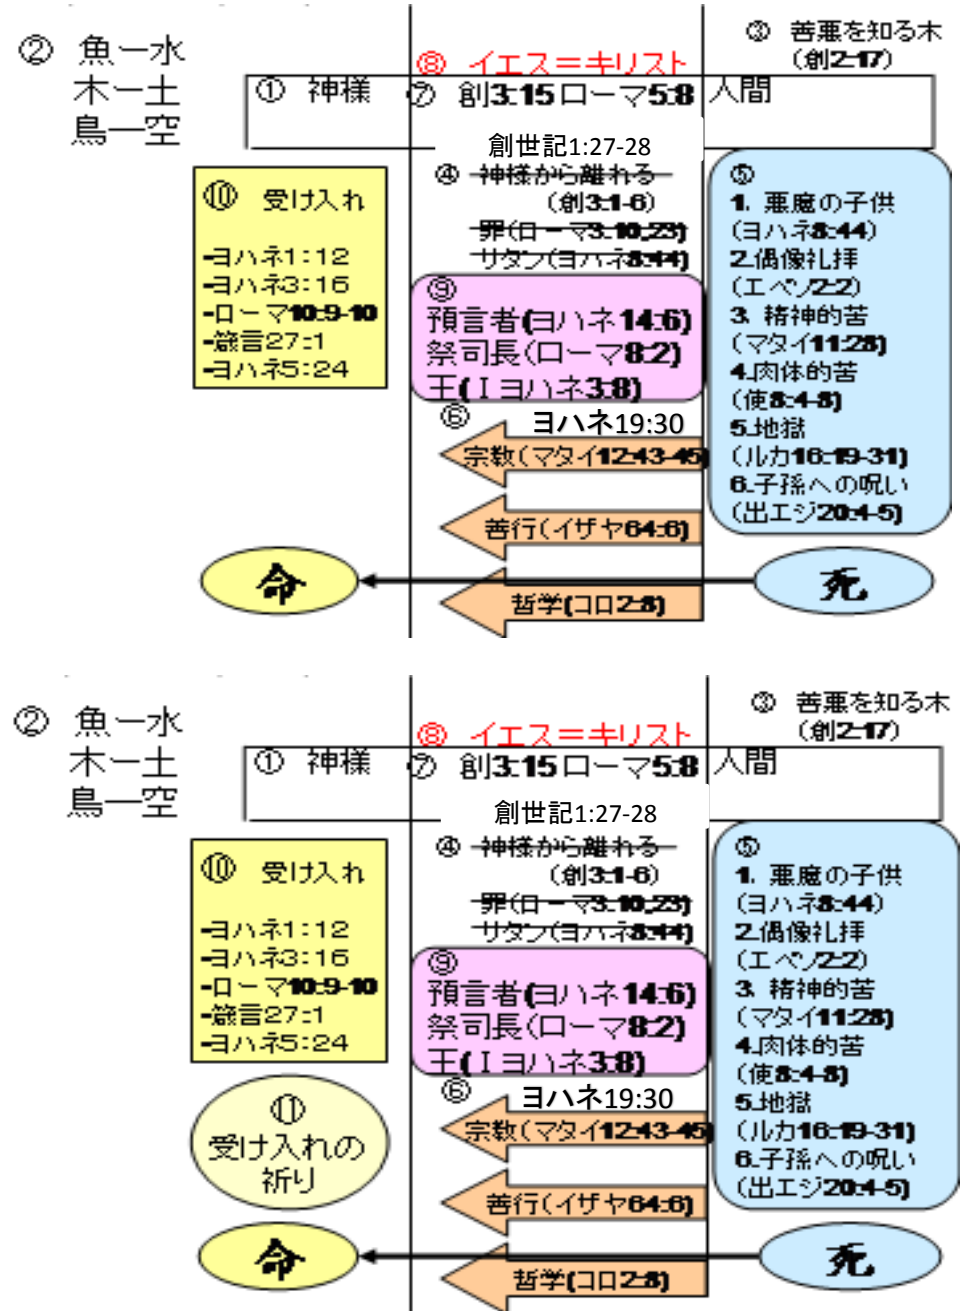 ② 魚ー水
木ー土
鳥ー空
③ 善悪を知る木
(創2-17)
⑧ イエス=キリスト
① 神様
⑦ 創3:15ローマ5:8
人間
創世記1:27-28
④ 神様から離れる
(創3:1-6)
罪(ローマ3:10,23)
サタン(ヨハネ8:44)
⑩ 受け入れ
-ヨハネ1:12
-ヨハネ3:16
-ローマ10:9-10
-箴言27:1
-ヨハネ5:24
⑨
預言者(ヨハネ14:6)
祭司長(ローマ8:2)
王(Iヨハネ3:8)
⑤
1. 悪魔の子供
(ヨハネ8:44)
2.偶像礼拝
(エペソ2:2)
3. 精神的苦
(マタイ11:28)
4.肉体的苦
(使8:4-8)
5.地獄
(ルカ16:19-31)
6.子孫への呪い
(出エジ20:4-5)
⑥
ヨハネ19:30
宗教(マタイ12:43-45)
善行(イザヤ64:6)
哲学(コロ2:8)
命
死
② 魚ー水
木ー土
鳥ー空
③ 善悪を知る木
(創2-17)
⑧ イエス=キリスト
① 神様
⑦ 創3:15ローマ5:8
人間
創世記1:27-28
④ 神様から離れる
(創3:1-6)
罪(ローマ3:10,23)
サタン(ヨハネ8:44)
⑩ 受け入れ
-ヨハネ1:12
-ヨハネ3:16
-ローマ10:9-10
-箴言27:1
-ヨハネ5:24
⑨
預言者(ヨハネ14:6)
祭司長(ローマ8:2)
王(Iヨハネ3:8)
⑤
1. 悪魔の子供
(ヨハネ8:44)
2.偶像礼拝
(エペソ2:2)
3. 精神的苦
(マタイ11:28)
4.肉体的苦
(使8:4-8)
5.地獄
(ルカ16:19-31)
6.子孫への呪い
(出エジ20:4-5)
⑥
ヨハネ19:30
宗教(マタイ12:43-45)
善行(イザヤ64:6)
哲学(コロ2:8)
⑪
受け入れの
祈り
命
死